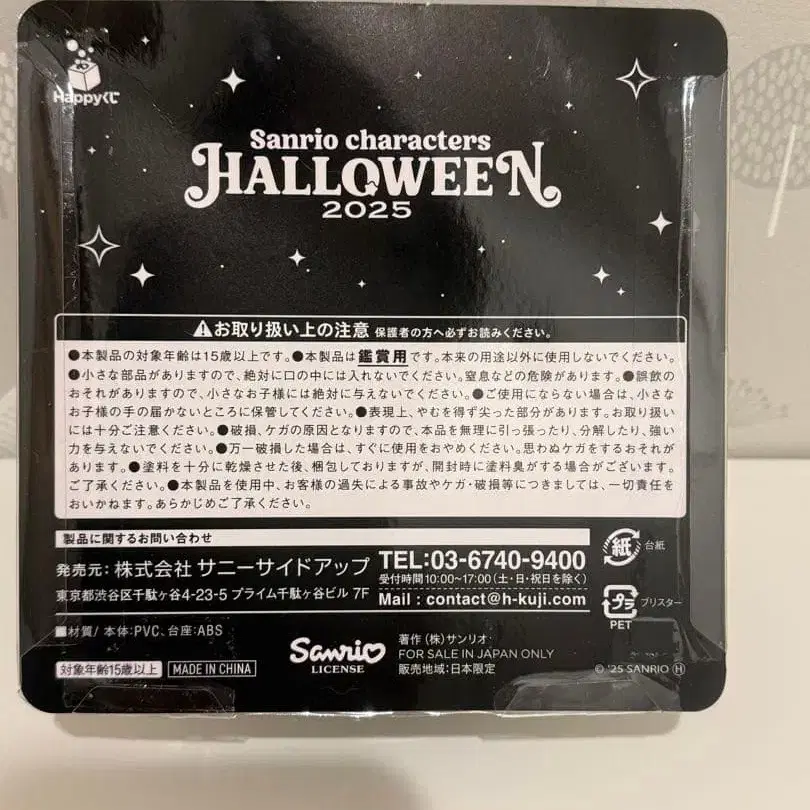 Happyくじ
Sanrio characters
HALLOWEEN
2025
⚠お取り扱い上の注意 保護者の方へ必ずお読みください。
●本製品の対象年齢は15歳以上です。●本製品は鑑賞用です。本来の用途以外に使用しないでください。
●小さな部品がありますので、絶対に口の中には入れないでください。窒息などの危険があります。●誤飲の
おそれがありますので、小さなお子様には絶対に与えないでください。●ご使用にならない場合は、小さな
お子様の手の届かないところに保管してください。●表現上、やむを得ず尖った部分があります。お取り扱い
には十分ご注意ください。●破損、ケガの原因となりますので、本品を無理に引っ張ったり、分解したり、強い
力を与えないでください。●万一破損した場合は、すぐに使用をおやめください。思わぬケガをするおそれが
あります。●塗料を十分に乾燥させた後、梱包しておりますが、開封時に塗料臭がする場合がございます。
ご了承ください。●本製品を使用中、お客様の過失による事故やケガ・破損等につきましては、一切責任を
おいかねます。あらかじめご了承ください。
製品に関するお問い合わせ
発売元:株式会社 サニーサイドアップ
東京都渋谷区千駄ヶ谷4-23-5 プライム千駄ヶ谷ビル 7F
TEL:03-6740-9400
受付時間10:00~17:00(土・日・祝日を除く)
Mail : contact@h-kuji.com
紙 台紙
プラ ブリスター
PET
■材質/ 本体:PVC、台座:ABS
対象年齢15歳以上
MADE IN CHINA
Sanrio
LICENSE
著作 (株)サンリオ
FOR SALE IN JAPAN ONLY
販売地域:日本限定
© '25 SANRIO Ⓗ